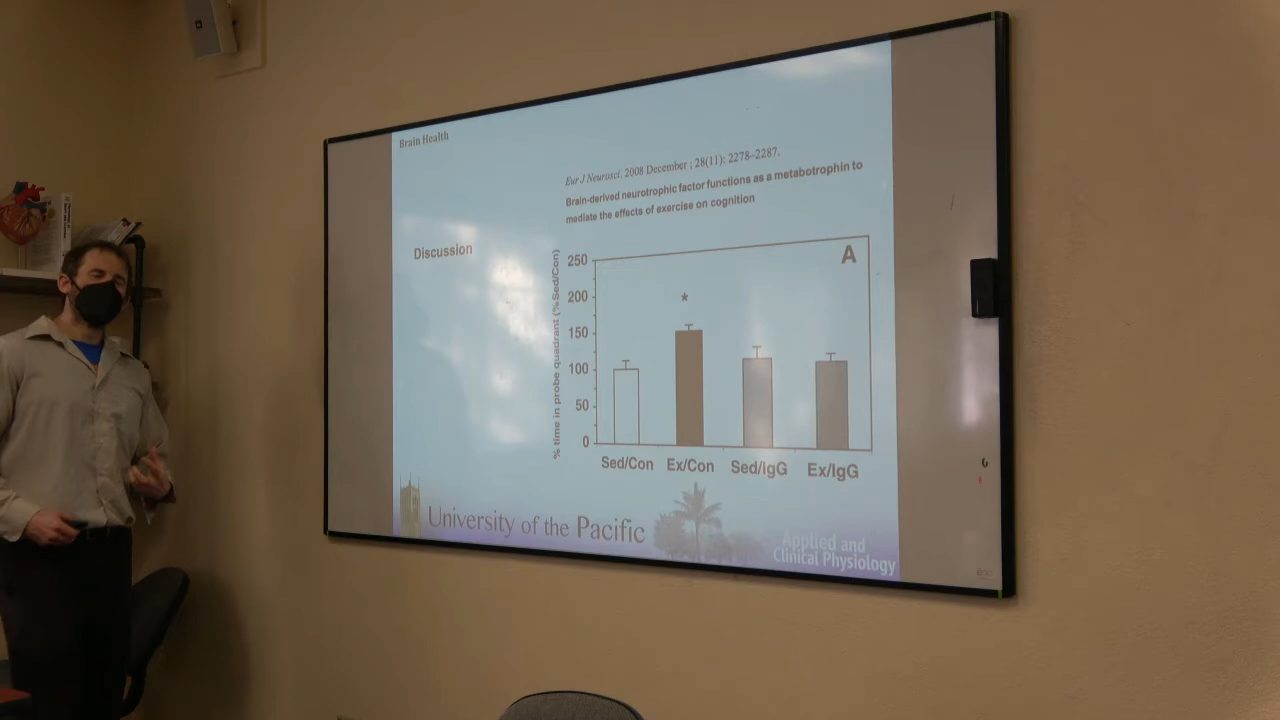 Brain Health
Eur J Neurosci. 2008 December ; 28(11): 2278–2287.
Brain-derived neurotrophic factor functions as a metabotrophin to
mediate the effects of exercise on cognition
Discussion
A
% time in probe quadrant (% Sed/Con)
250
200
*
150
100
50
0
Sed/Con Ex/Con Sed/IgG Ex/IgG
University of the Pacific
Applied and
Clinical Physiology